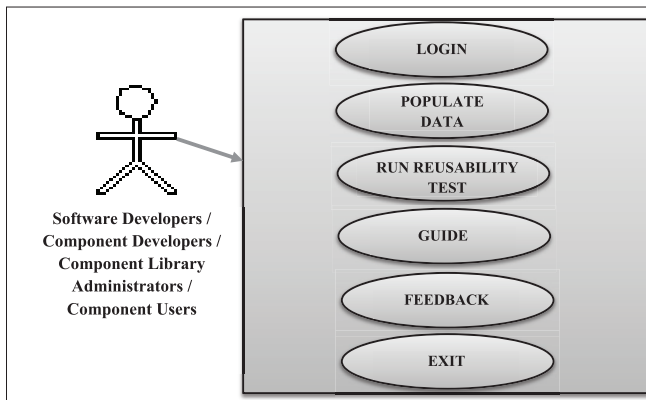 LOGIN
POPULATE
DATA
RUN REUSABILITY
TEST
GUIDE
FEEDBACK
EXIT
Software Developers /
Component Developers /
Component Library
Administrators /
Component Users